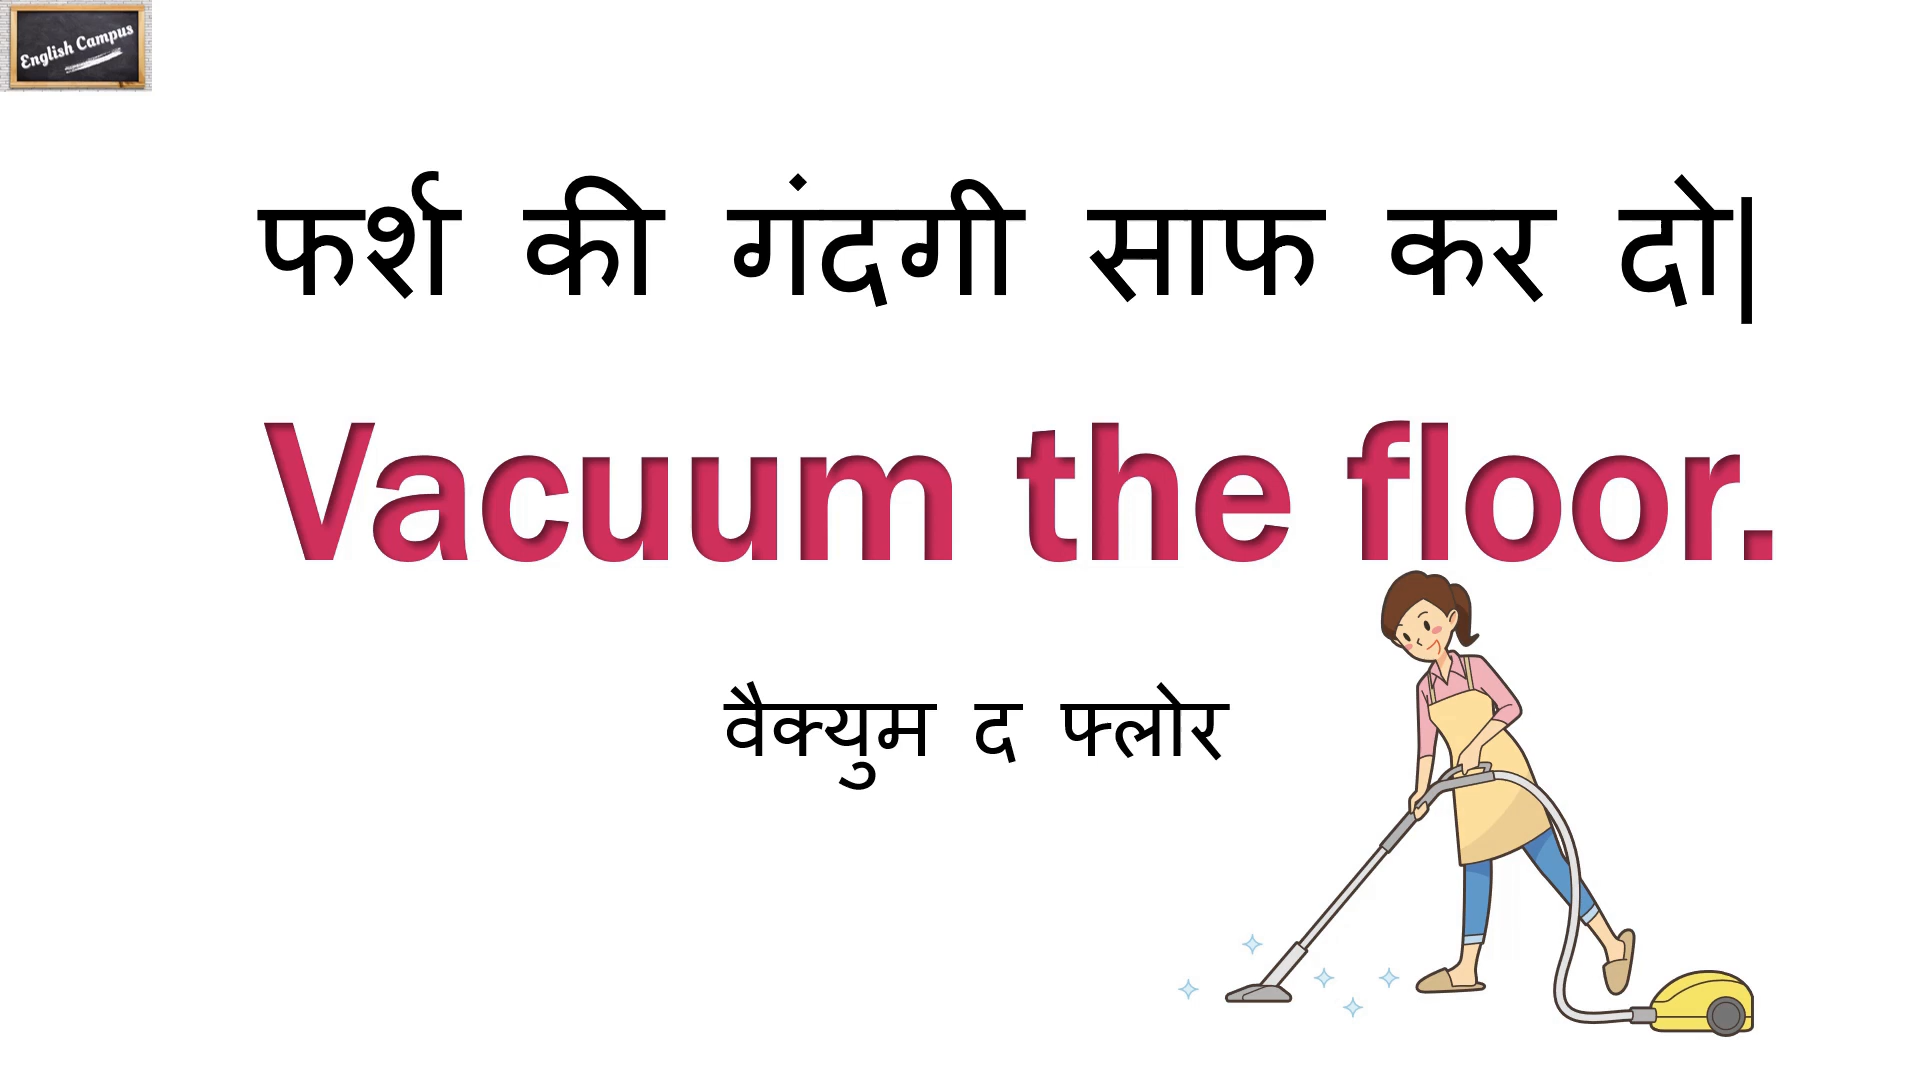 English Campus
फर्श की गंदगी साफ कर दो|
Vacuum the floor.
वैक्युम द फ्लोर